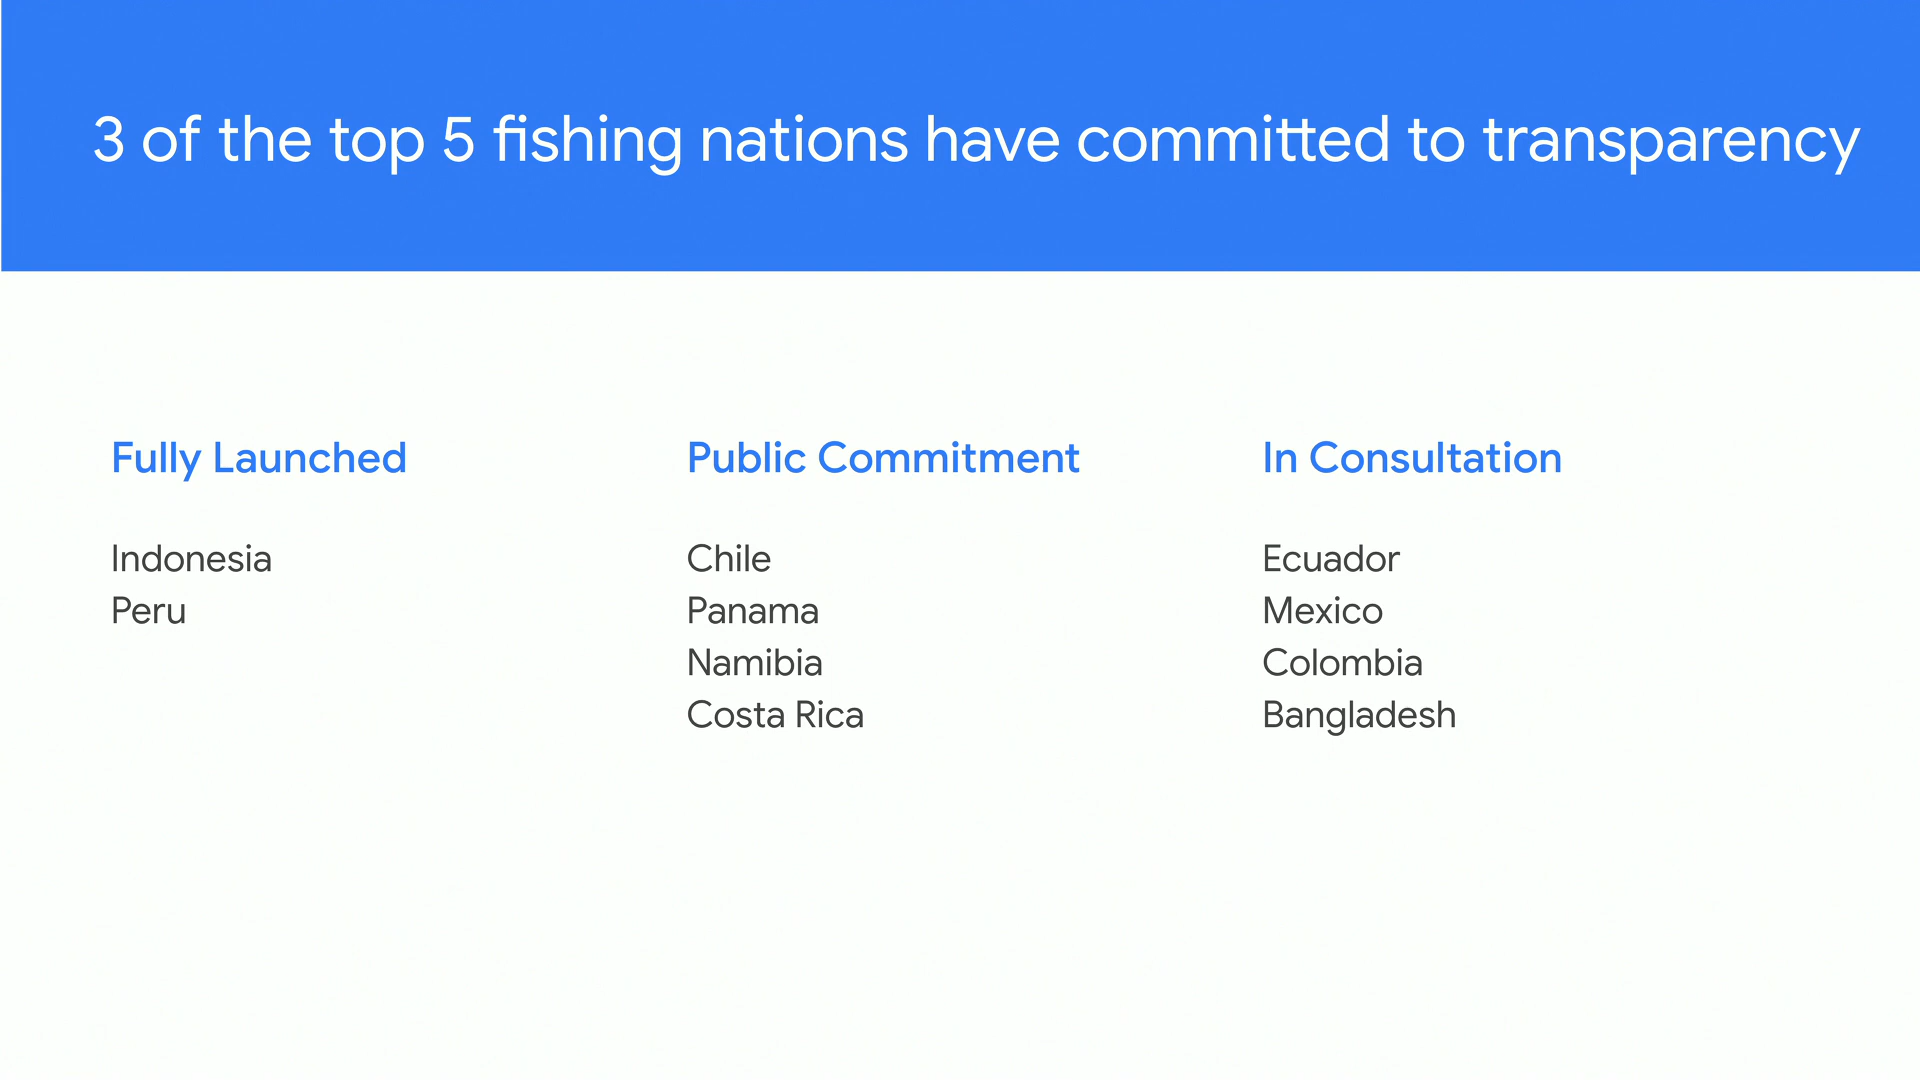 3 of the top 5 fishing nations have committed to transparency
Fully Launched
Indonesia
Peru
Public Commitment
Chile
Panama
Namibia
Costa Rica
In Consultation
Ecuador
Mexico
Colombia
Bangladesh